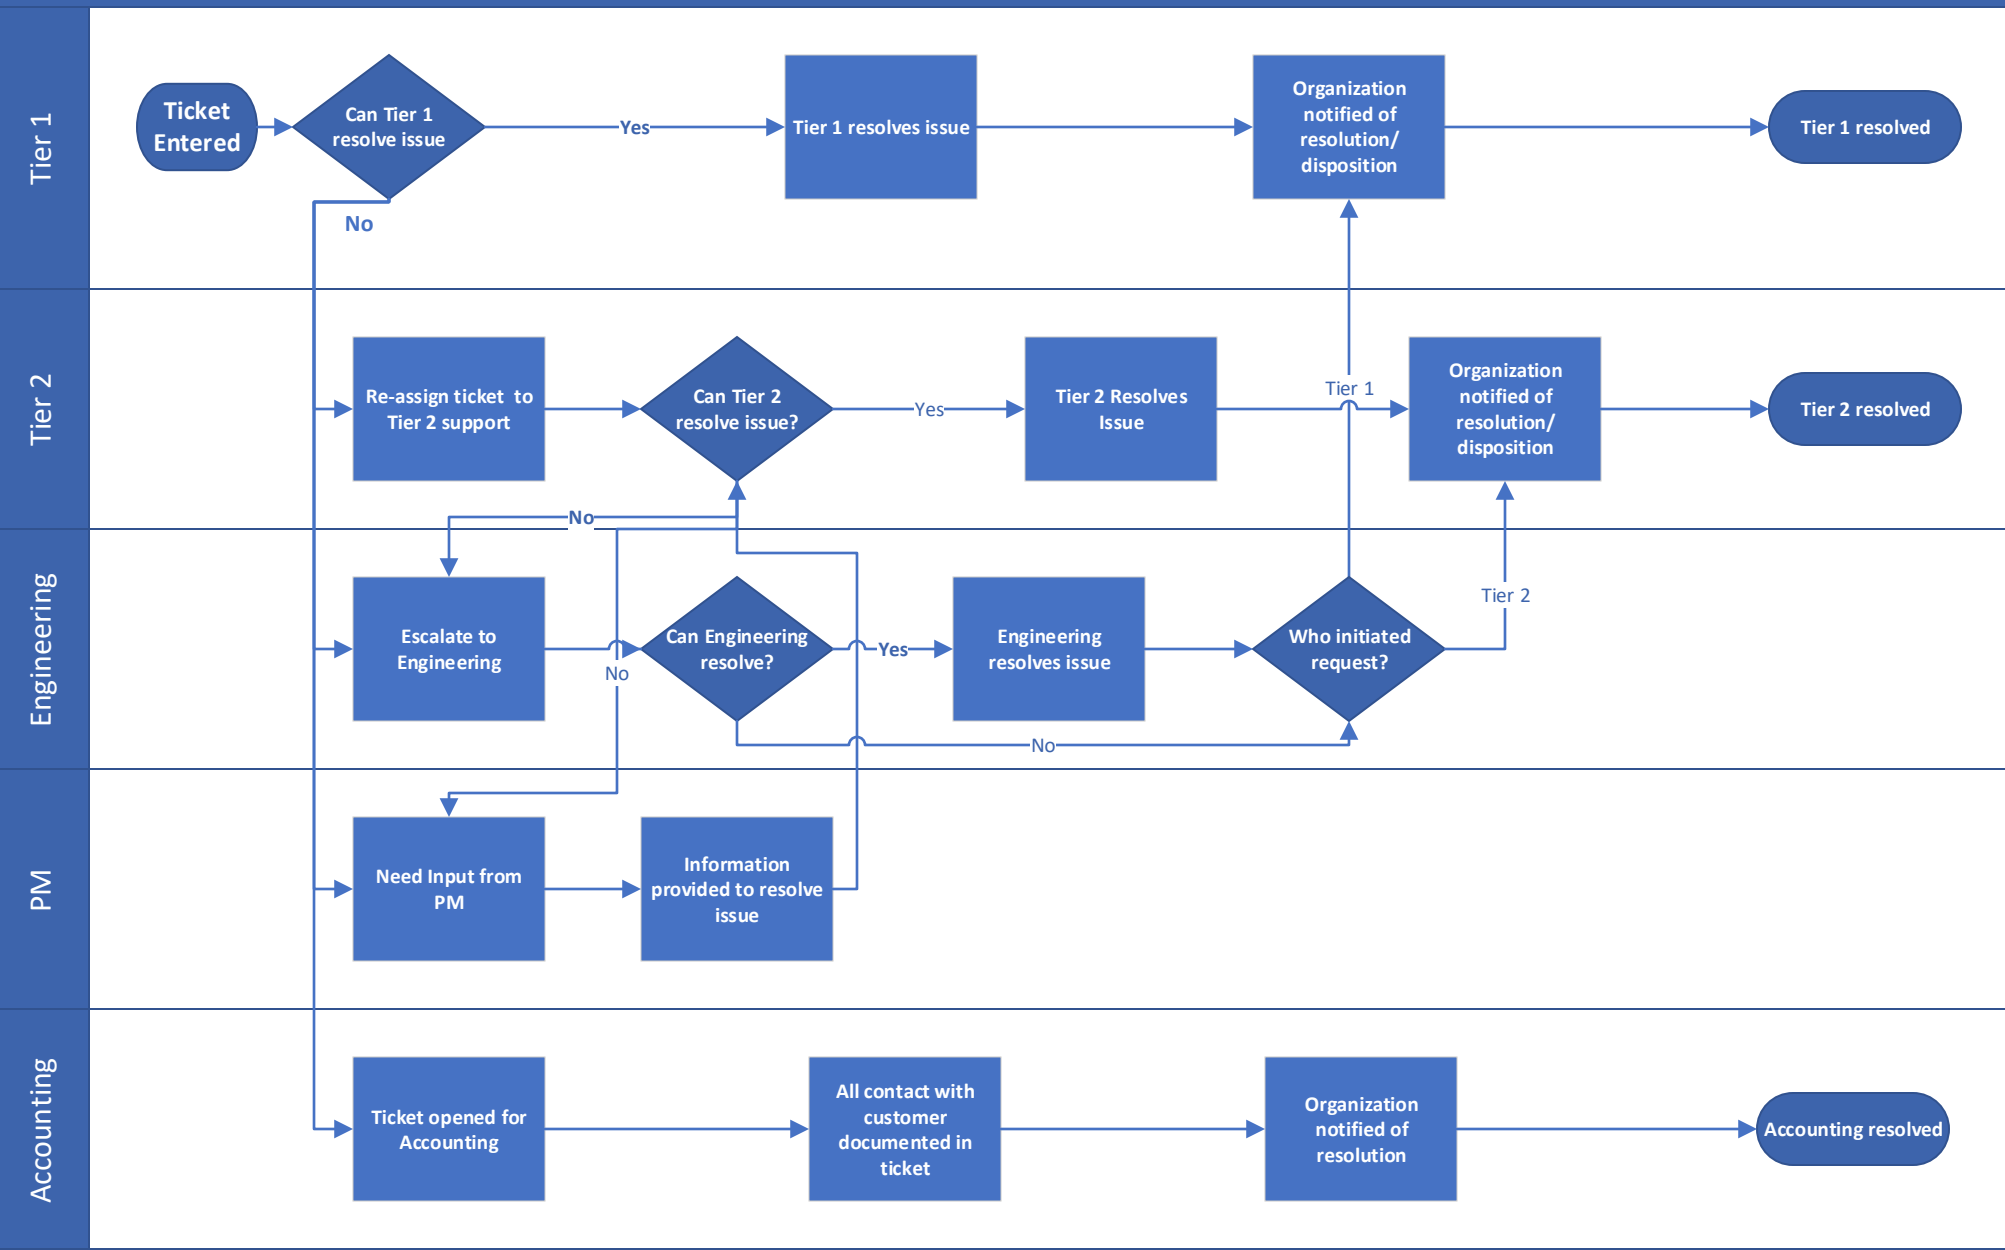 Tier 1
Ticket
Entered
Can Tier 1
resolve issue
Yes
Tier 1 resolves issue
Organization
notified of
resolution/
disposition
Tier 1 resolved
No
Tier 2
Re-assign ticket to
Tier 2 support
Can Tier 2
resolve issue?
Yes
Tier 2 Resolves
Issue
Tier 1
Organization
notified of
resolution/
disposition
Tier 2 resolved
No
Engineering
Escalate to
Engineering
No
Can Engineering
resolve?
Yes
Engineering
resolves issue
Who initiated
request?
Tier 2
No
PM
Need Input from
PM
Information
provided to resolve
issue
Accounting
Ticket opened for
Accounting
All contact with
customer
documented in
ticket
Organization
notified of
resolution
Accounting resolved